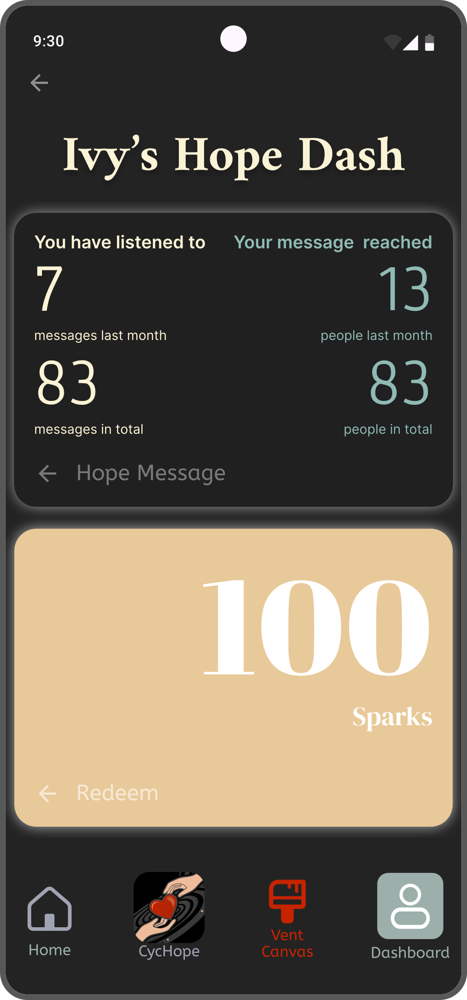 9:30
Ivy’s Hope Dash
You have listened to
7
messages last month
83
messages in total
Your message reached
13
people last month
83
people in total
Hope Message
100
Sparks
Redeem
Home
CycHope
Vent
Canvas
Dashboard